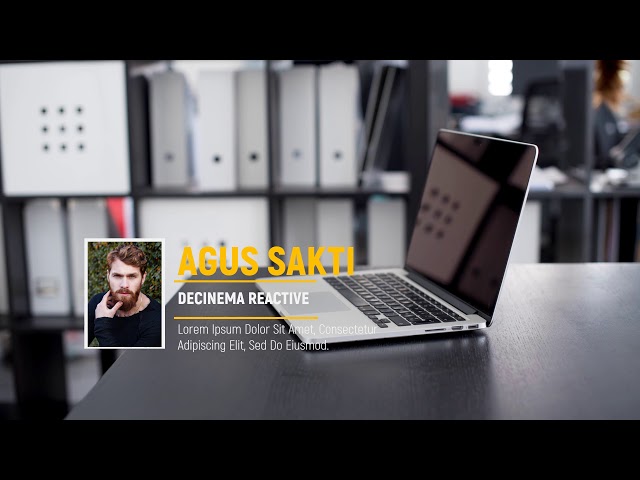 AGUS SAKTI
DECINEMA REACTIVE
Lorem Ipsum Dolor Sit Amet, Consectetur
Adipiscing Elit, Sed Do Eiusmod.